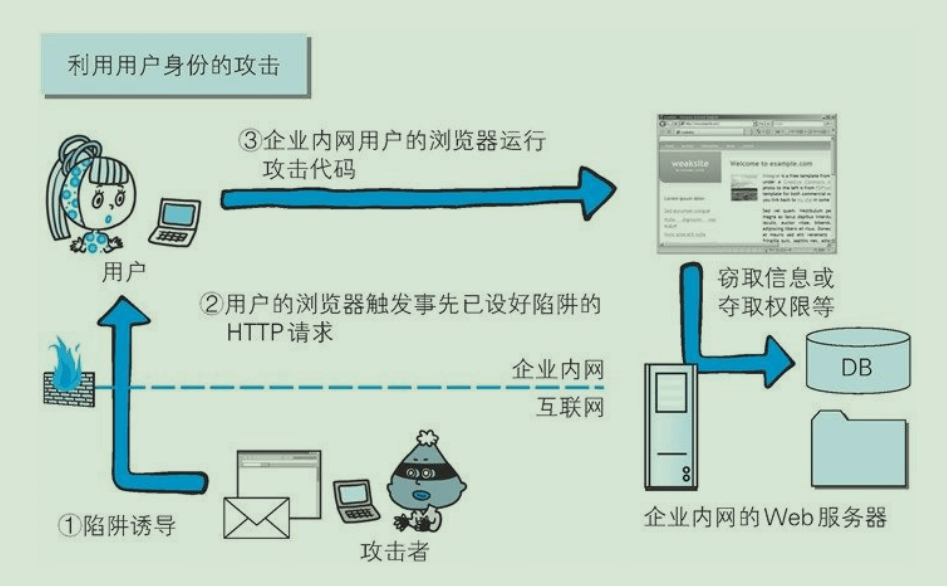 利用用户身份的攻击
③企业内网用户的浏览器运行
攻击代码
weaksite
Welcome to example.com
用户
②用户的浏览器触发事先已设好陷阱的
HTTP请求
窃取信息或
夺取权限等
DB
企业内网
互联网
①陷阱诱导
攻击者
企业内网的Web服务器